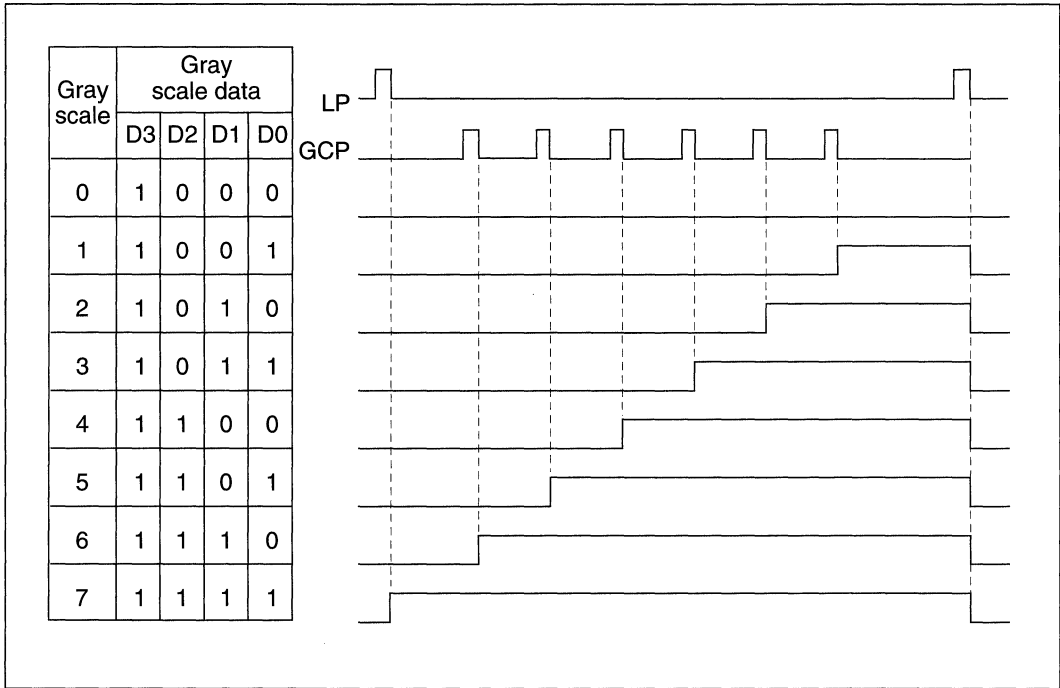 Gray scale
Gray scale data
D3 D2 D1 D0
0 1 0 0 0
1 1 0 0 1
2 1 0 1 0
3 1 0 1 1
4 1 1 0 0
5 1 1 0 1
6 1 1 1 0
7 1 1 1 1
LP
GCP